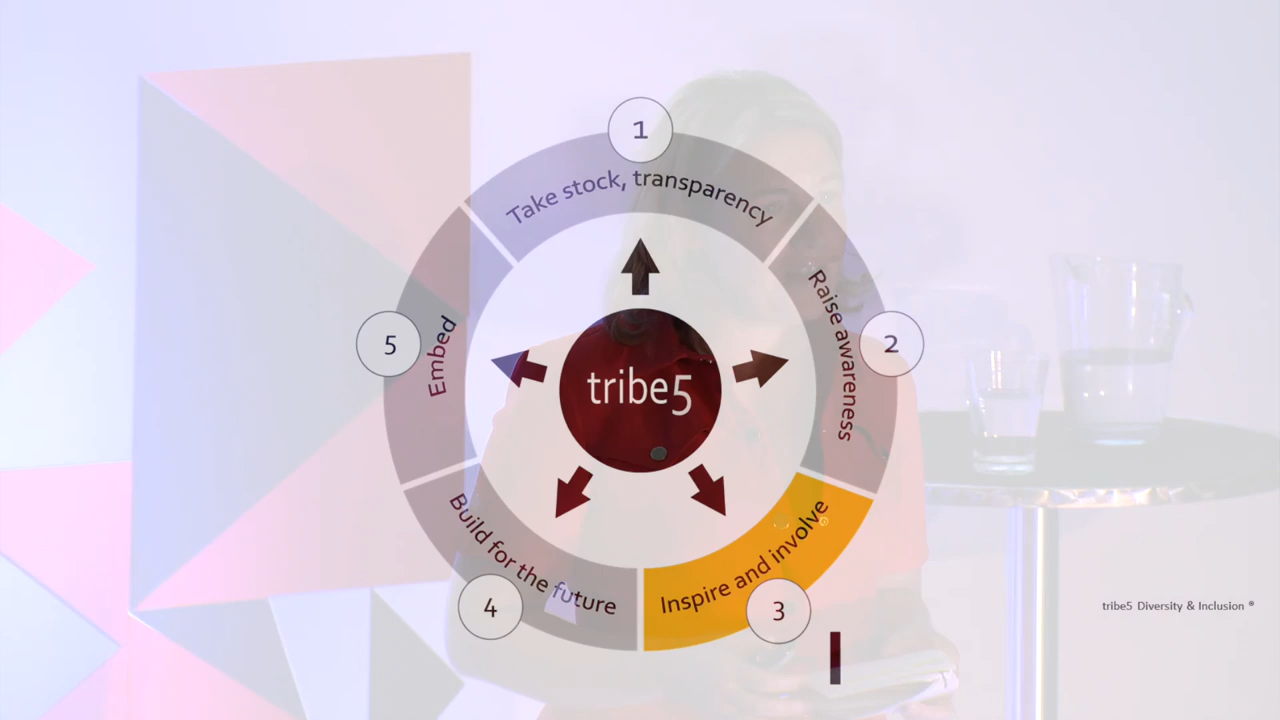 1
Take stock, transparency
Raise awareness
2
5
Embed
tribe5
Inspire and involve
3
Build for the future
4
tribe5 Diversity & Inclusion ®